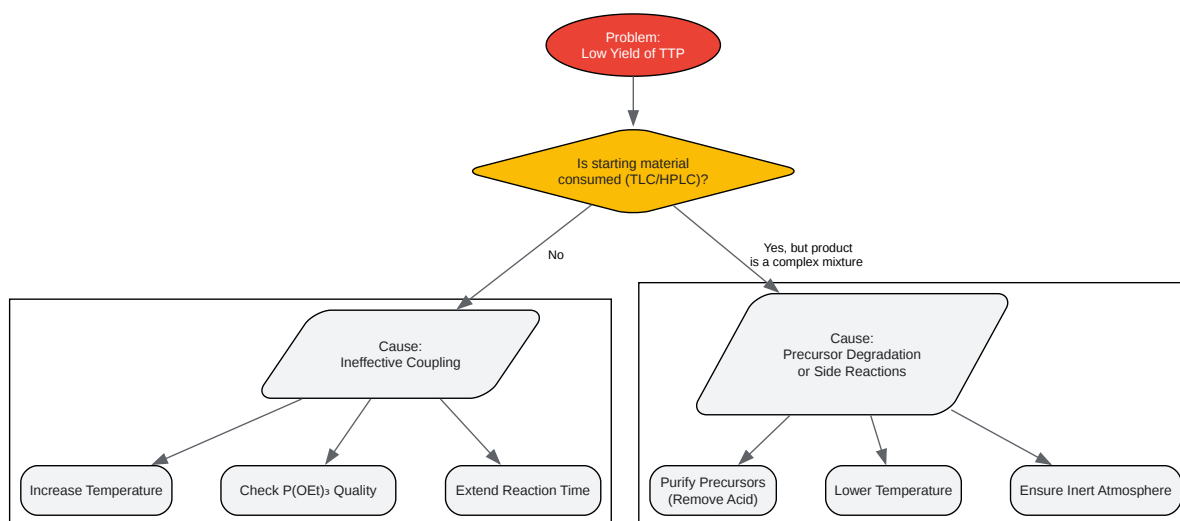 Problem:
Low Yield of TTP
Is starting material
consumed (TLC/HPLC)?
No
Yes, but product
is a complex mixture
Cause:
Ineffective Coupling
Cause:
Precursor Degradation
or Side Reactions
Increase Temperature
Check P(OEt)₃ Quality
Extend Reaction Time
Purify Precursors
(Remove Acid)
Lower Temperature
Ensure Inert Atmosphere